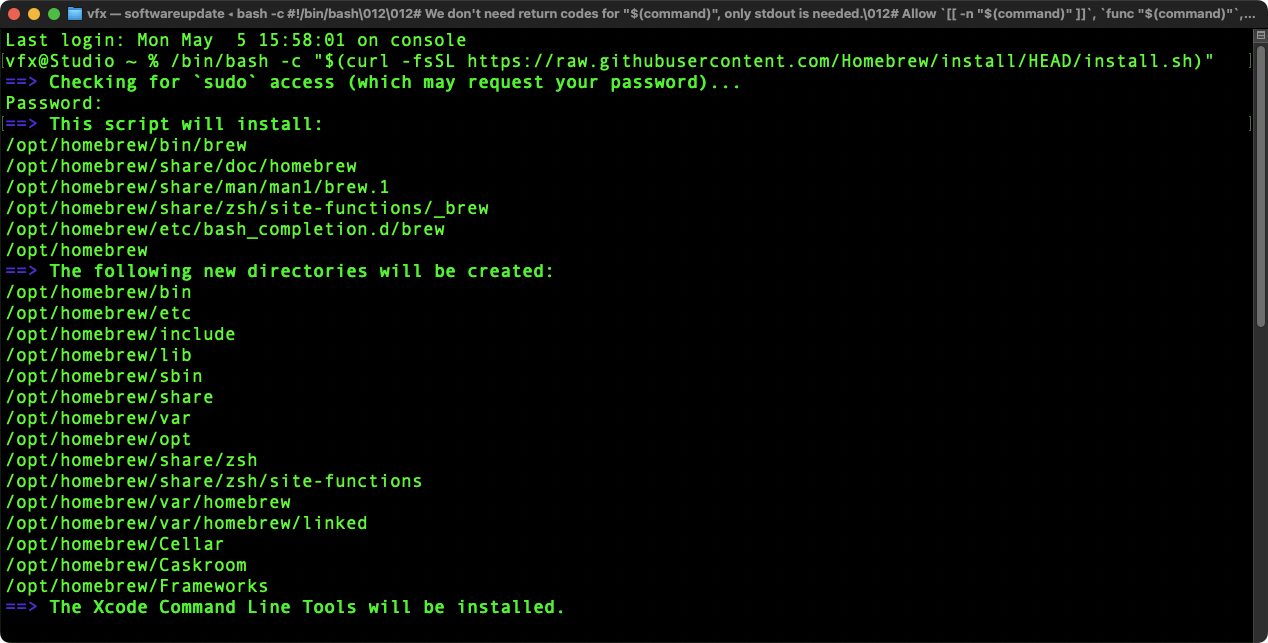 vfx — softwareupdate ◂ bash -c #!/bin/bash\012\012# We don't need return codes for "$(command)", only stdout is needed.\012# Allow `[[ -n "$(command)" ]]`, `func "$(command)"`,...
Last login: Mon May  5 15:58:01 on console
[vfx@Studio ~ % /bin/bash -c "$(curl -fsSL https://raw.githubusercontent.com/Homebrew/install/HEAD/install.sh)"   ]
==> Checking for `sudo` access (which may request your password)...
Password:
[==> This script will install: ]
/opt/homebrew/bin/brew
/opt/homebrew/share/doc/homebrew
/opt/homebrew/share/man/man1/brew.1
/opt/homebrew/share/zsh/site-functions/_brew
/opt/homebrew/etc/bash_completion.d/brew
/opt/homebrew
==> The following new directories will be created:
/opt/homebrew/bin
/opt/homebrew/etc
/opt/homebrew/include
/opt/homebrew/lib
/opt/homebrew/sbin
/opt/homebrew/share
/opt/homebrew/var
/opt/homebrew/opt
/opt/homebrew/share/zsh
/opt/homebrew/share/zsh/site-functions
/opt/homebrew/var/homebrew
/opt/homebrew/var/homebrew/linked
/opt/homebrew/Cellar
/opt/homebrew/Caskroom
/opt/homebrew/Frameworks
==> The Xcode Command Line Tools will be installed.